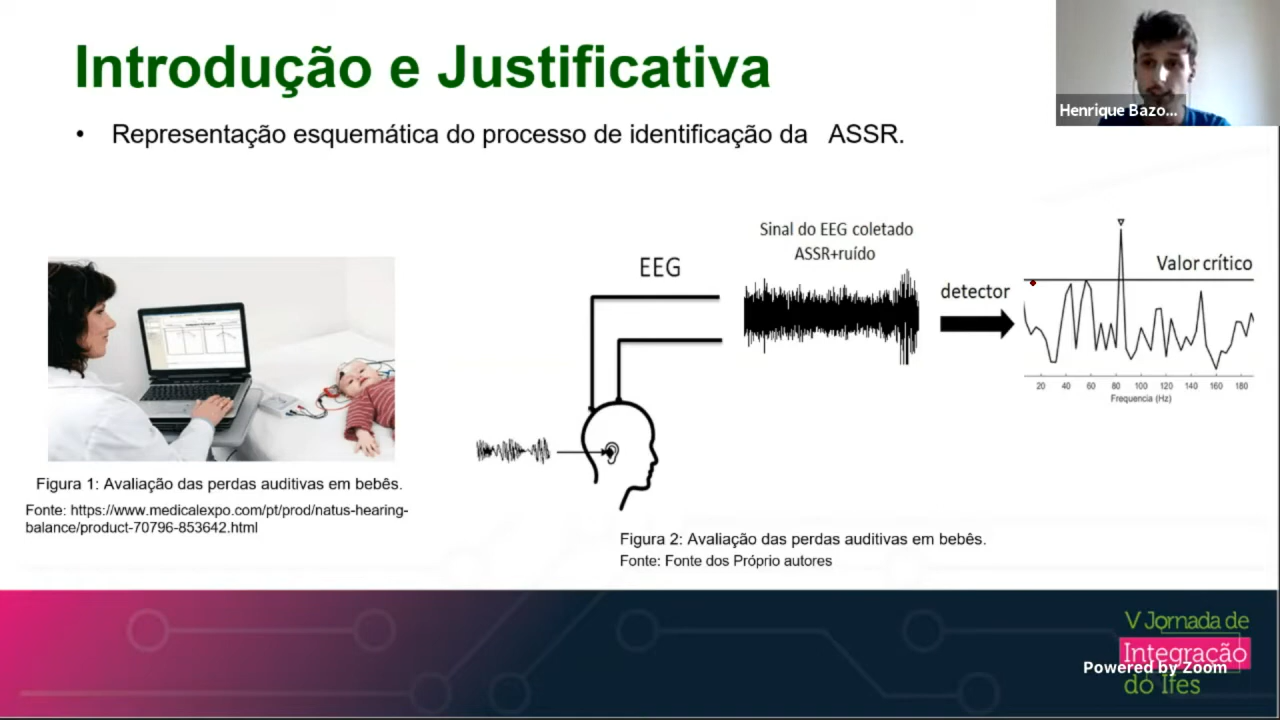 Introdução e Justificativa
Henrique Bazo...
• Representação esquemática do processo de identificação da ASSR.
Sinal do EEG coletado
ASSR+ruído
EEG
Valor crítico
detector
20 40 60 80 100 120 140 160 180
Frequencia (Hz)
Figura 1: Avaliação das perdas auditivas em bebês.
Fonte: https://www.medicalexpo.com/pt/prod/natus-hearing-
balance/product-70796-853642.html
Figura 2: Avaliação das perdas auditivas em bebês.
Fonte: Fonte dos Próprio autores
V Jornada de
Integração
Powered by Zoom
do Ifes